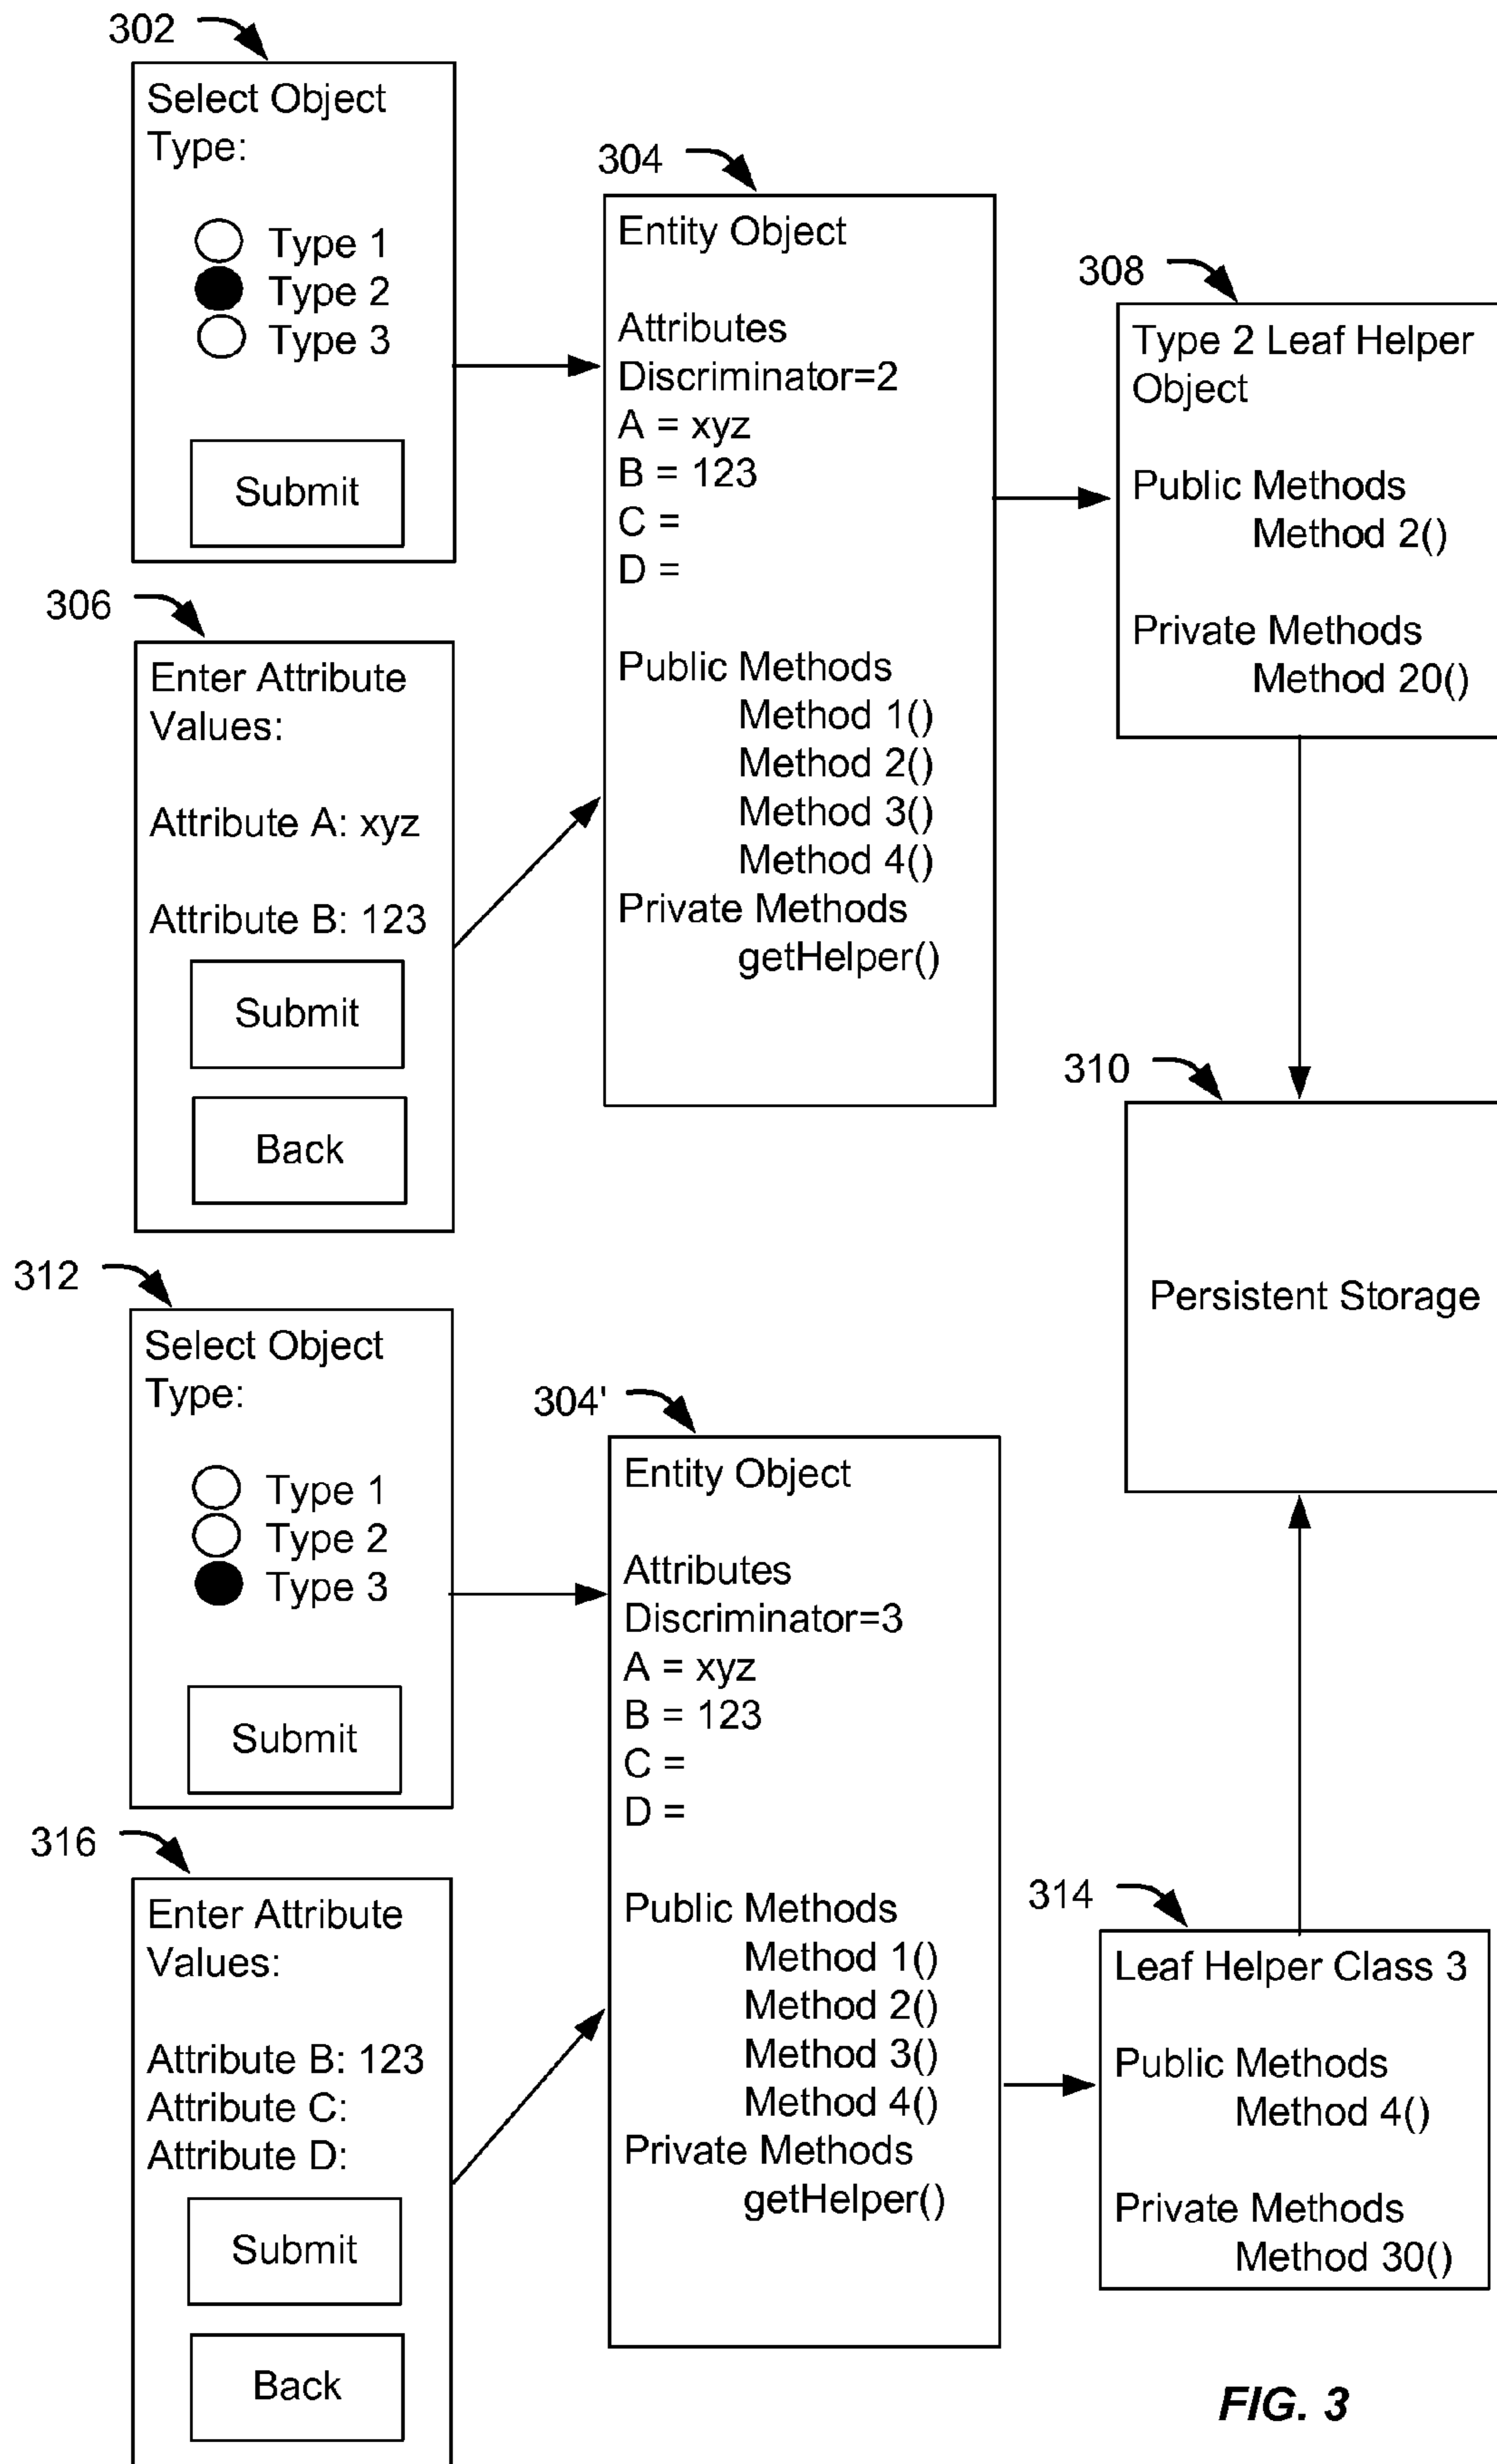 302
Select Object
Type:
Type 1
Type 2
Type 3
Submit
304
Entity Object
Attributes
Discriminator=2
A = xyz
B = 123
C =
D =
Public Methods
Method 1()
Method 2()
Method 3()
Method 4()
Private Methods
getHelper()
308
Type 2 Leaf Helper
Object
Public Methods
Method 2()
Private Methods
Method 20()
306
Enter Attribute
Values:
Attribute A: xyz
Attribute B: 123
Submit
Back
310
Persistent Storage
312
Select Object
Type:
Type 1
Type 2
Type 3
Submit
304'
Entity Object
Attributes
Discriminator=3
A = xyz
B = 123
C =
D =
Public Methods
Method 1()
Method 2()
Method 3()
Method 4()
Private Methods
getHelper()
316
Enter Attribute
Values:
Attribute B: 123
Attribute C:
Attribute D:
Submit
Back
314
Leaf Helper Class 3
Public Methods
Method 4()
Private Methods
Method 30()
FIG. 3